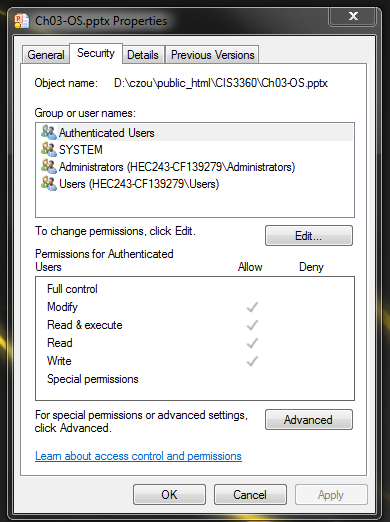 Ch03-OS.pptx Properties
General Security Details Previous Versions
Object name: D:\czou\public_html\CIS3360\Ch03-OS.pptx
Group or user names:
Authenticated Users
SYSTEM
Administrators (HEC243-CF139279\Administrators)
Users (HEC243-CF139279\Users)
To change permissions, click Edit. Edit...
Permissions for Authenticated
Users Allow Deny
Full control
Modify
Read & execute
Read
Write
Special permissions
For special permissions or advanced settings,
click Advanced. Advanced
Learn about access control and permissions
OK Cancel Apply